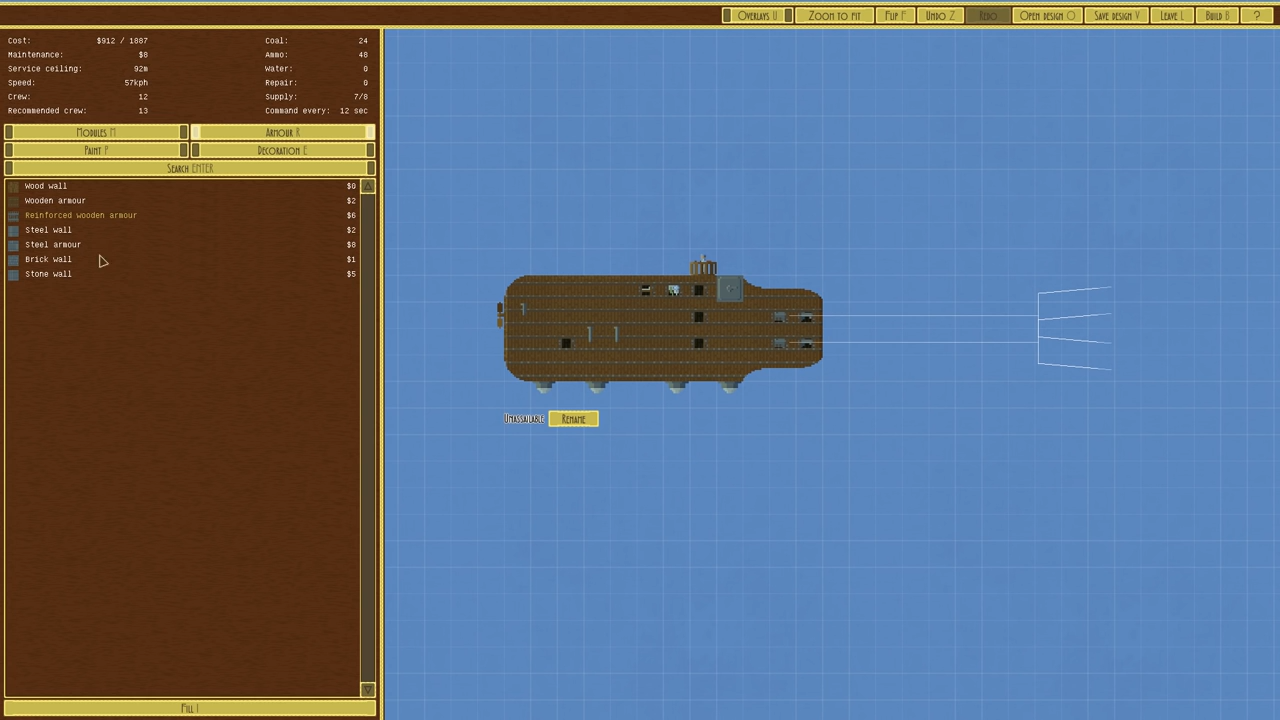 Overlays U Zoom to fit Flip F Undo Z Redo Open design O Save design V Leave L Build B ?
Cost: $912 / 1887 Coal: 24
Maintenance: $8 Ammo: 48
Service ceiling: 92m Water: 0
Speed: 57kph Repair: 0
Crew: 12 Supply: 7/8
Recommended crew: 13 Command every: 12 sec
Modules M Armour R
Paint P Decoration E
Search ENTER
Wood wall $0
Wooden armour $2
Reinforced wooden armour $6
Steel wall $2
Steel armour $8
Brick wall $1
Stone wall $5
Unassailable Rename
Fill I